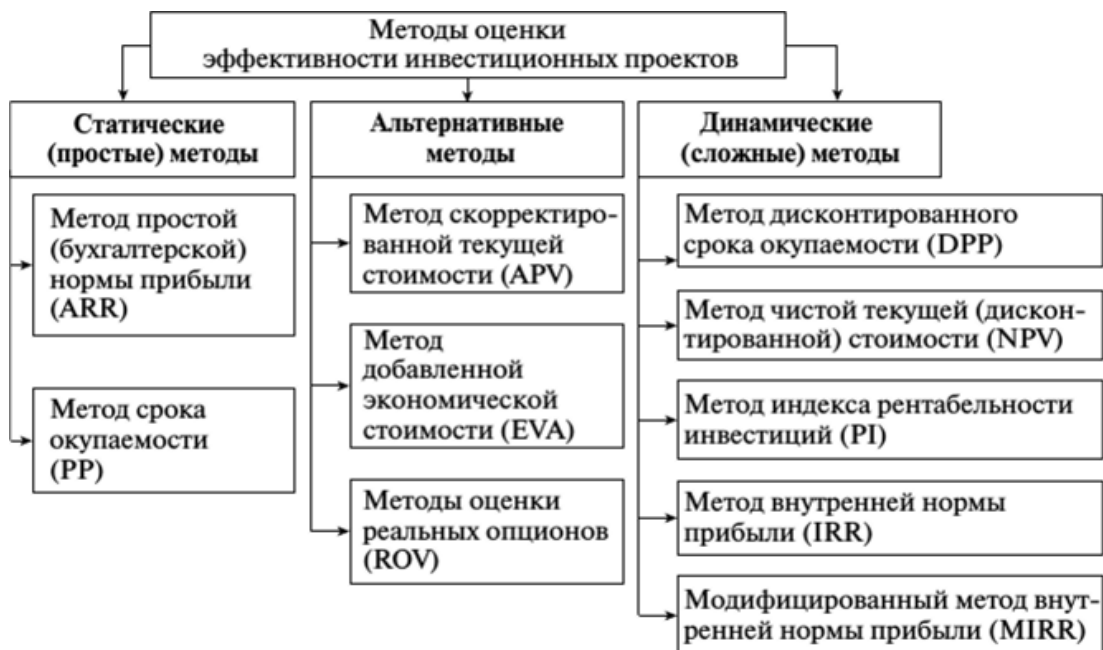 Методы оценки
эффективности инвестиционных проектов
Статические
(простые) методы
Метод простой
(бухгалтерской)
нормы прибыли
(ARR)
Метод срока
окупаемости
(PP)
Альтернативные
методы
Метод скорректиро-
ванной текущей
стоимости (APV)
Метод
добавленной
экономической
стоимости (EVA)
Методы оценки
реальных опционов
(ROV)
Динамические
(сложные) методы
Метод дисконтированного
срока окупаемости (DPP)
Метод чистой текущей (дискон-
тированной) стоимости (NPV)
Метод индекса рентабельности
инвестиций (PI)
Метод внутренней нормы
прибыли (IRR)
Модифицированный метод внут-
ренней нормы прибыли (MIRR)